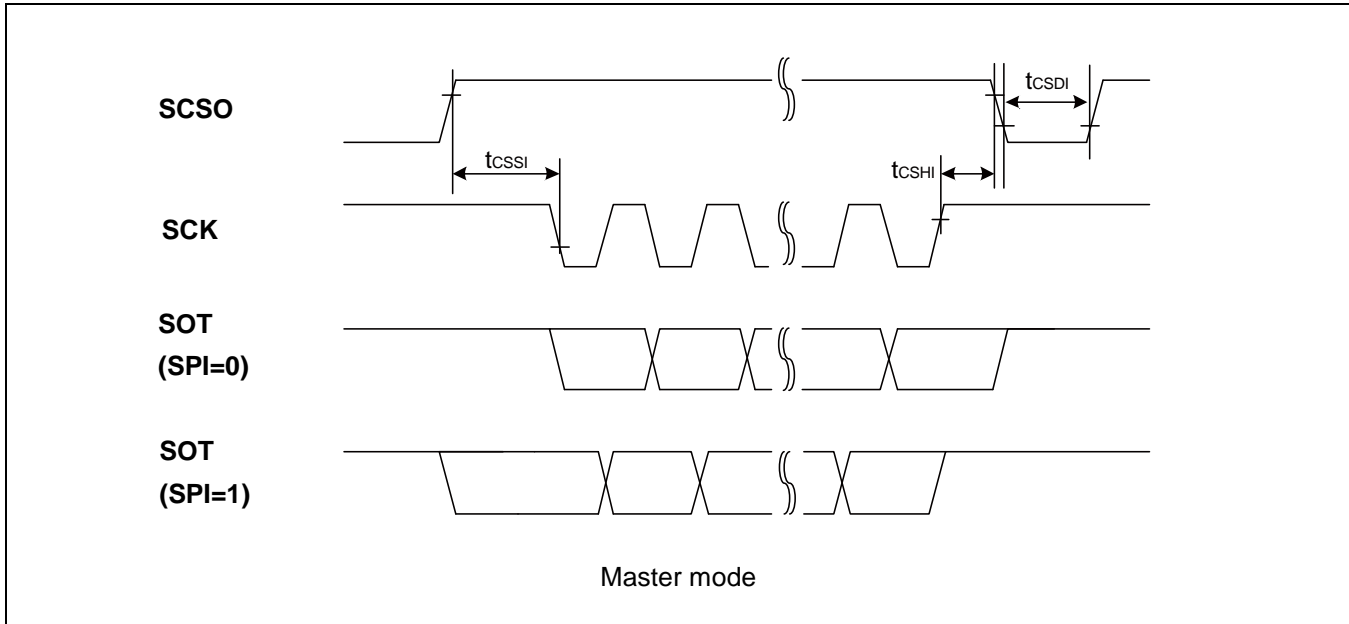 SCSO
tCSDI
tCSSI
tCSHI
SCK
SOT
(SPI=0)
SOT
(SPI=1)
Master mode